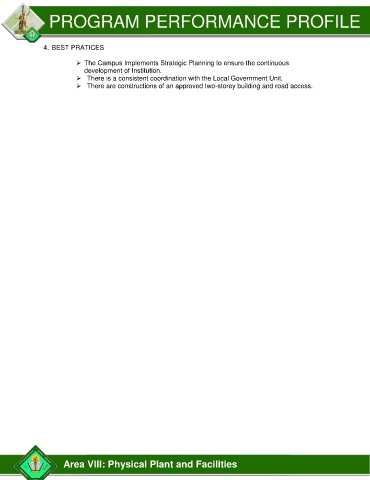 PROGRAM PERFORMANCE PROFILE
4. BEST PRATICES
➢ The Campus Implements Strategic Planning to ensure the continuous
development of Institution.
➢ There is a consistent coordination with the Local Government Unit.
➢ There are constructions of an approved two-storey building and road access.
Area VIII: Physical Plant and Facilities